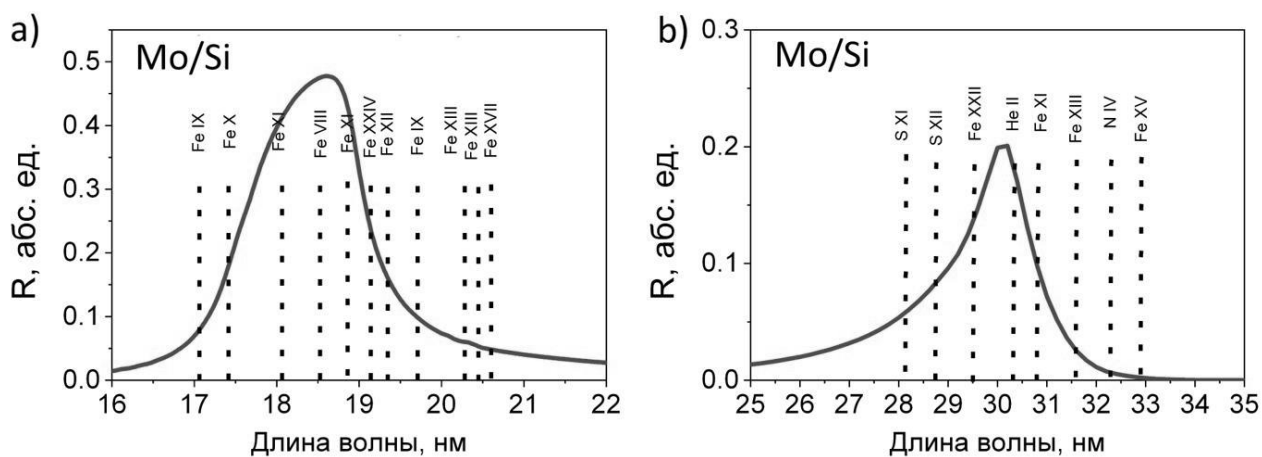 a)
Mo/Si
R, абс. ед.
0.5
0.4
0.3
0.2
0.1
0.0
Fe IX
Fe X
Fe XI
Fe VIII
Fe XI
Fe XXIV
Fe XII
Fe IX
Fe XIII
Fe XIII
Fe XVII
16 17 18 19 20 21 22
Длина волны, нм
b)
Mo/Si
R, абс. ед.
0.3
0.2
0.1
0.0
S XI
S XII
Fe XXII
He II
Fe XI
Fe XIII
N IV
Fe XV
25 26 27 28 29 30 31 32 33 34 35
Длина волны, нм